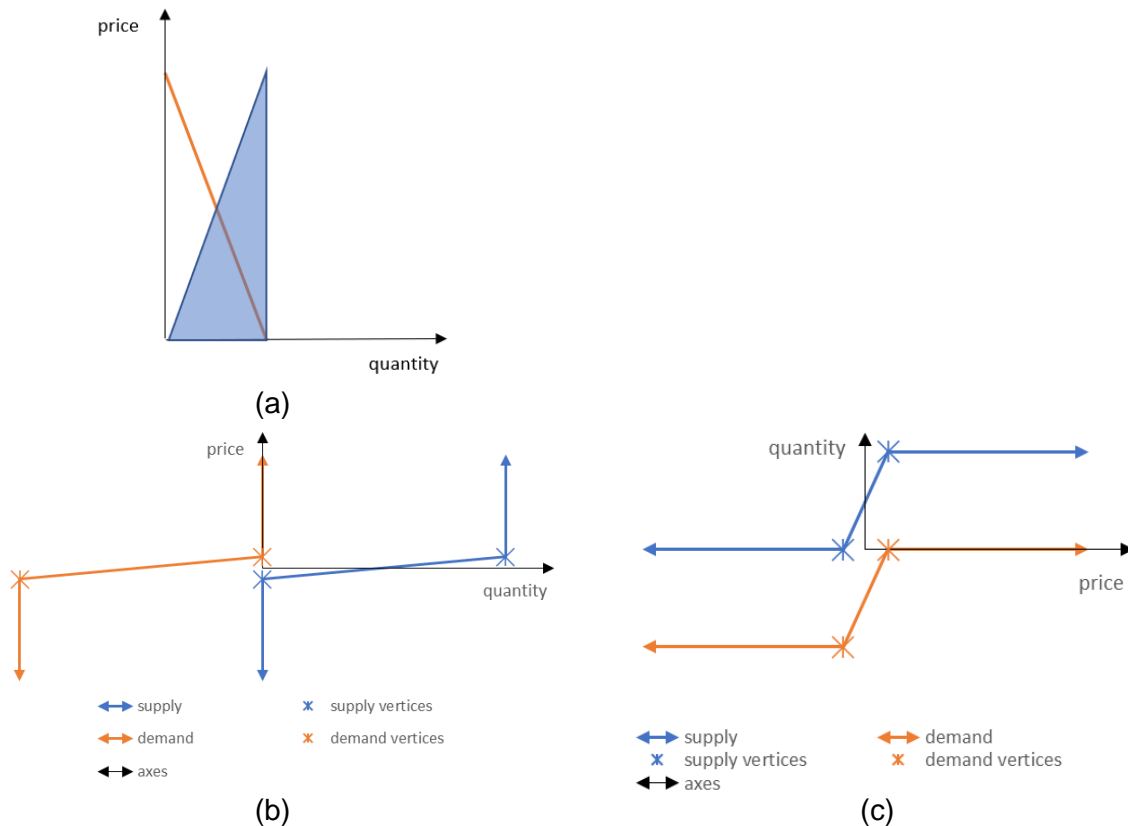 price
quantity
(a)
price
quantity
supply
supply vertices
demand
demand vertices
axes
(b)
quantity
price
supply
demand
supply vertices
demand vertices
axes
(c)